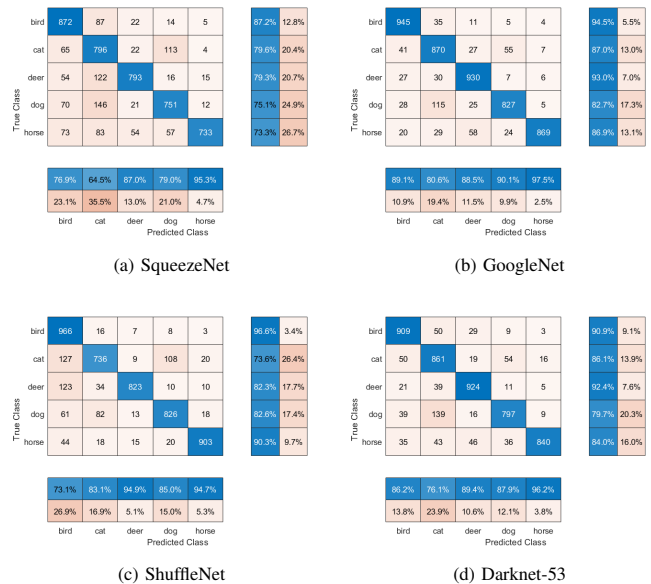 bird 872 87 22 14 5 87.2% 12.8%
cat 65 796 22 113 4 79.6% 20.4%
deer 54 122 793 16 15 79.3% 20.7%
dog 70 146 21 751 12 75.1% 24.9%
horse 73 83 54 57 733 73.3% 26.7%
True Class
76.9% 64.5% 87.0% 79.0% 95.3%
23.1% 35.5% 13.0% 21.0% 4.7%
bird cat deer dog horse
Predicted Class
(a) SqueezeNet
bird 945 35 11 5 4 94.5% 5.5%
cat 41 870 27 55 7 87.0% 13.0%
deer 27 30 930 7 6 93.0% 7.0%
dog 28 115 25 827 5 82.7% 17.3%
horse 20 29 58 24 869 86.9% 13.1%
True Class
89.1% 80.6% 88.5% 90.1% 97.5%
10.9% 19.4% 11.5% 9.9% 2.5%
bird cat deer dog horse
Predicted Class
(b) GoogleNet
bird 966 16 7 8 3 96.6% 3.4%
cat 127 736 9 108 20 73.6% 26.4%
deer 123 34 823 10 10 82.3% 17.7%
dog 61 82 13 826 18 82.6% 17.4%
horse 44 18 15 20 903 90.3% 9.7%
True Class
73.1% 83.1% 94.9% 85.0% 94.7%
26.9% 16.9% 5.1% 15.0% 5.3%
bird cat deer dog horse
Predicted Class
(c) ShuffleNet
bird 909 50 29 9 3 90.9% 9.1%
cat 50 861 19 54 16 86.1% 13.9%
deer 21 39 924 11 5 92.4% 7.6%
dog 39 139 16 797 9 79.7% 20.3%
horse 35 43 46 36 840 84.0% 16.0%
True Class
86.2% 76.1% 89.4% 87.9% 96.2%
13.8% 23.9% 10.6% 12.1% 3.8%
bird cat deer dog horse
Predicted Class
(d) Darknet-53